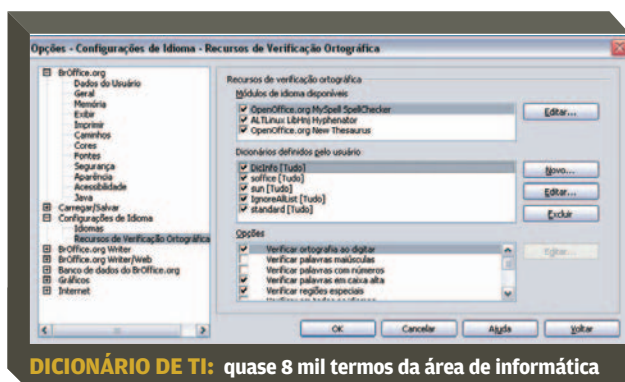 Opções - Configurações de Idioma - Recursos de Verificação Ortográfica
BrOffice.org
Dados do Usuário
Geral
Memória
Exibir
Imprimir
Caminhos
Cores
Fontes
Segurança
Aparência
Acessibilidade
Java
Carregar/Salvar
Configurações de Idioma
Idiomas
Recursos de Verificação Ortográfica
BrOffice.org Writer
BrOffice.org Writer/Web
Banco de dados do BrOffice.org
Gráficos
Internet
Recursos de verificação ortográfica
Módulos de idioma disponíveis
OpenOffice.org MySpell SpellChecker
ALTLinux LibHnj Hyphenator
OpenOffice.org New Thesaurus
Editar...
Dicionários definidos pelo usuário
DicInfo [Tudo]
soffice [Tudo]
sun [Tudo]
IgnoreAllList [Tudo]
standard [Tudo]
Novo...
Editar...
Excluir
Opções
Verificar ortografia ao digitar
Verificar palavras maiúsculas
Verificar palavras com números
Verificar palavras em caixa alta
Verificar regiões especiais
Editar...
OK
Cancelar
Ajuda
Voltar
DICIONÁRIO DE TI: quase 8 mil termos da área de informática